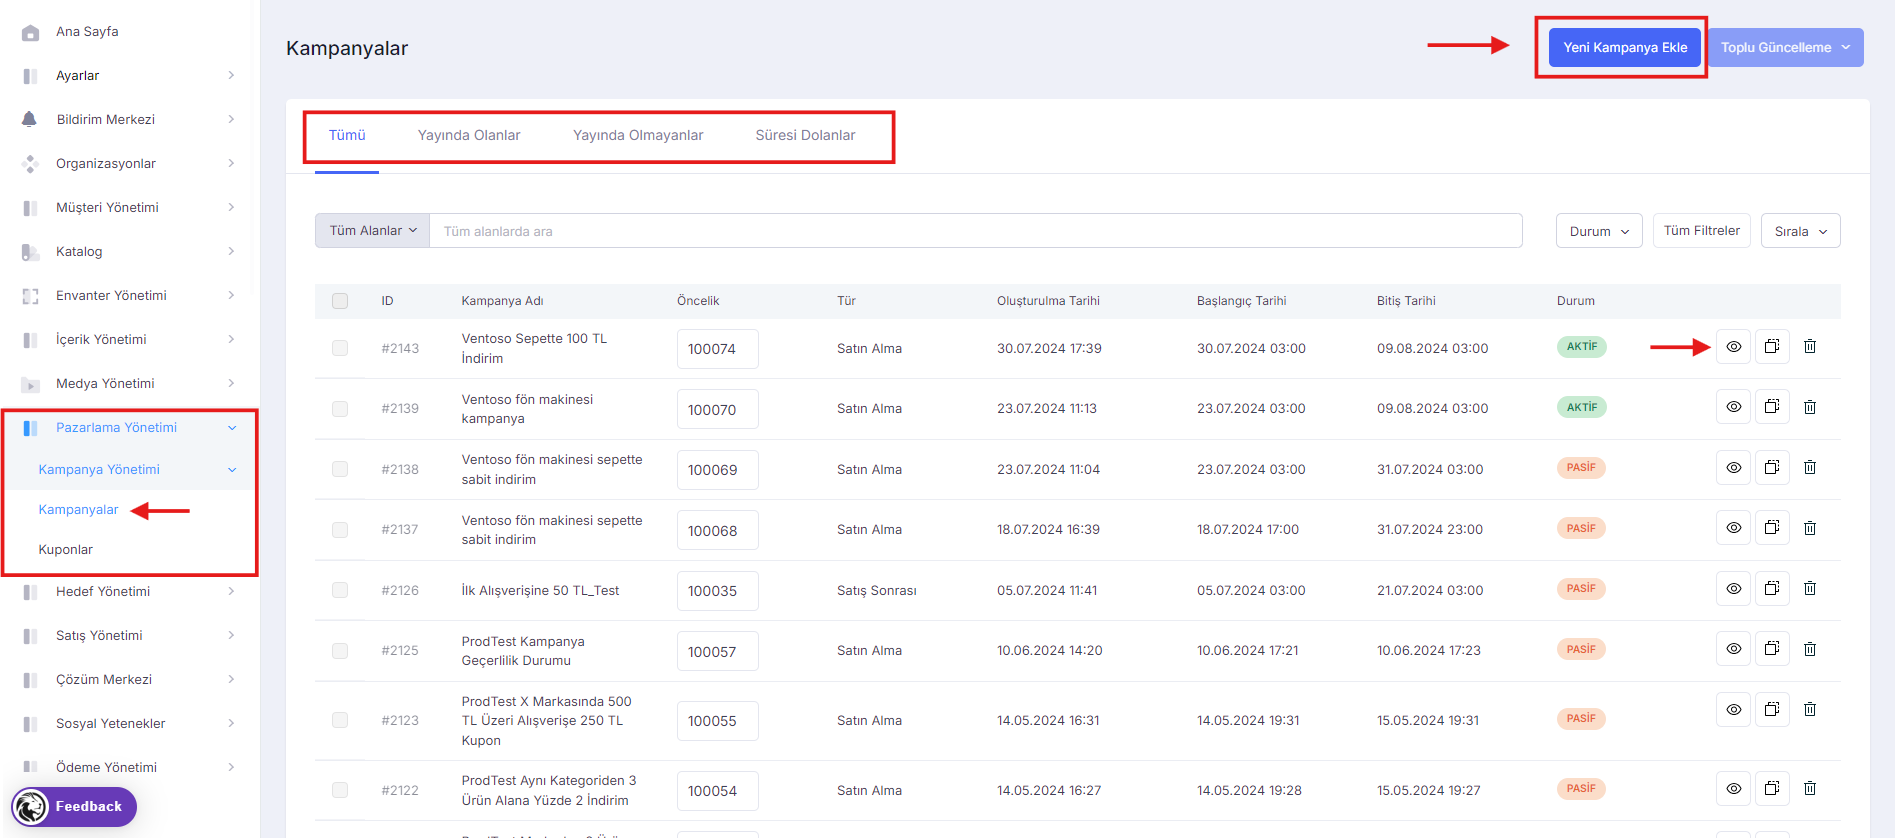 Ana Sayfa
Ayarlar
Bildirim Merkezi
Organizasyonlar
Müşteri Yönetimi
Katalog
Envanter Yönetimi
İçerik Yönetimi
Medya Yönetimi
Pazarlama Yönetimi
Kampanya Yönetimi
Kampanyalar
Kuponlar
Hedef Yönetimi
Satış Yönetimi
Çözüm Merkezi
Sosyal Yetenekler
Ödeme Yönetimi
Feedback
Kampanyalar
Yeni Kampanya Ekle
Toplu Güncelleme
Tümü Yayında Olanlar Yayında Olmayanlar Süresi Dolanlar
Tüm Alanlar Tüm alanlarda ara Durum Tüm Filtreler Sırala
ID Kampanya Adı Öncelik Tür Oluşturulma Tarihi Başlangıç Tarihi Bitiş Tarihi Durum
#2143 Ventoso Sepette 100 TL 100074 Satın Alma 30.07.2024 17:39 30.07.2024 03:00 09.08.2024 03:00 AKTİF
İndirim
#2139 Ventoso fön makinesi 100070 Satın Alma 23.07.2024 11:13 23.07.2024 03:00 09.08.2024 03:00 AKTİF
kampanya
#2138 Ventoso fön makinesi sepette 100069 Satın Alma 23.07.2024 11:04 23.07.2024 03:00 31.07.2024 03:00 PASİF
sabit indirim
#2137 Ventoso fön makinesi sepette 100068 Satın Alma 18.07.2024 16:39 18.07.2024 17:00 31.07.2024 23:00 PASİF
sabit indirim
#2126 İlk Alışverişine 50 TL_Test 100035 Satış Sonrası 05.07.2024 11:41 05.07.2024 03:00 21.07.2024 03:00 PASİF
#2125 ProdTest Kampanya 100057 Satın Alma 10.06.2024 14:20 10.06.2024 17:21 10.06.2024 17:23 PASİF
Geçerlilik Durumu
#2123 ProdTest X Markasında 500 100055 Satın Alma 14.05.2024 16:31 14.05.2024 19:31 15.05.2024 19:31 PASİF
TL Üzeri Alışverişe 250 TL
Kupon
#2122 ProdTest Aynı Kategoriden 3 100054 Satın Alma 14.05.2024 16:27 14.05.2024 19:28 15.05.2024 19:27 PASİF
Ürün Alana Yüzde 2 İndirim